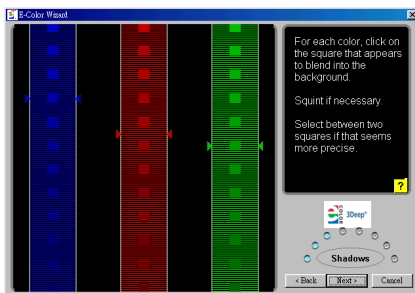 E-Color Wizard
For each color, click on
the square that appears
to blend into the
background.
Squint if necessary.
Select between two
squares if that seems
more precise.
?
3Deep®
Shadows
< Back
Next >
Cancel